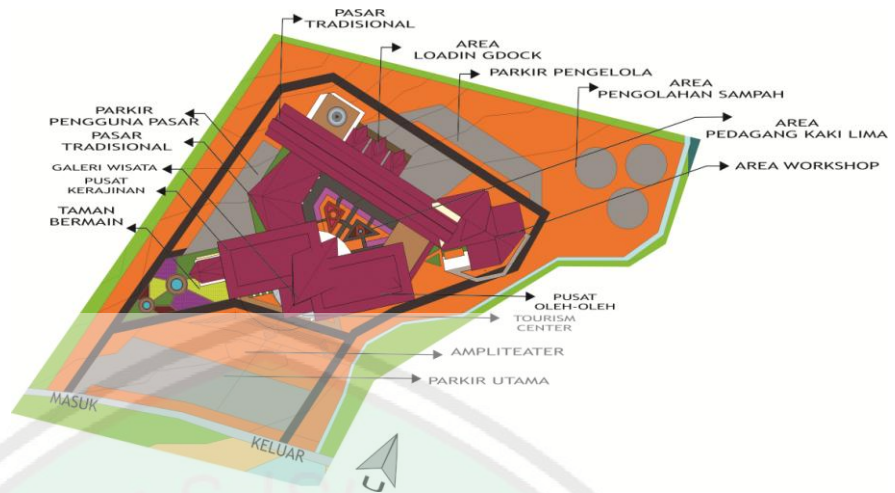 PASAR
TRADISIONAL
AREA
LOADIN GDOCK
PARKIR PENGELOLA
AREA
PENGOLAHAN SAMPAH
AREA
PEDAGANG KAKI LIMA
AREA WORKSHOP
PARKIR
PENGGUNA PASAR
PASAR
TRADISIONAL
GALERI WISATA
PUSAT
KERAJINAN
TAMAN
BERMAIN
PUSAT
OLEH-OLEH
TOURISM
CENTER
AMPLITEATER
PARKIR UTAMA
MASUK
KELUAR
U